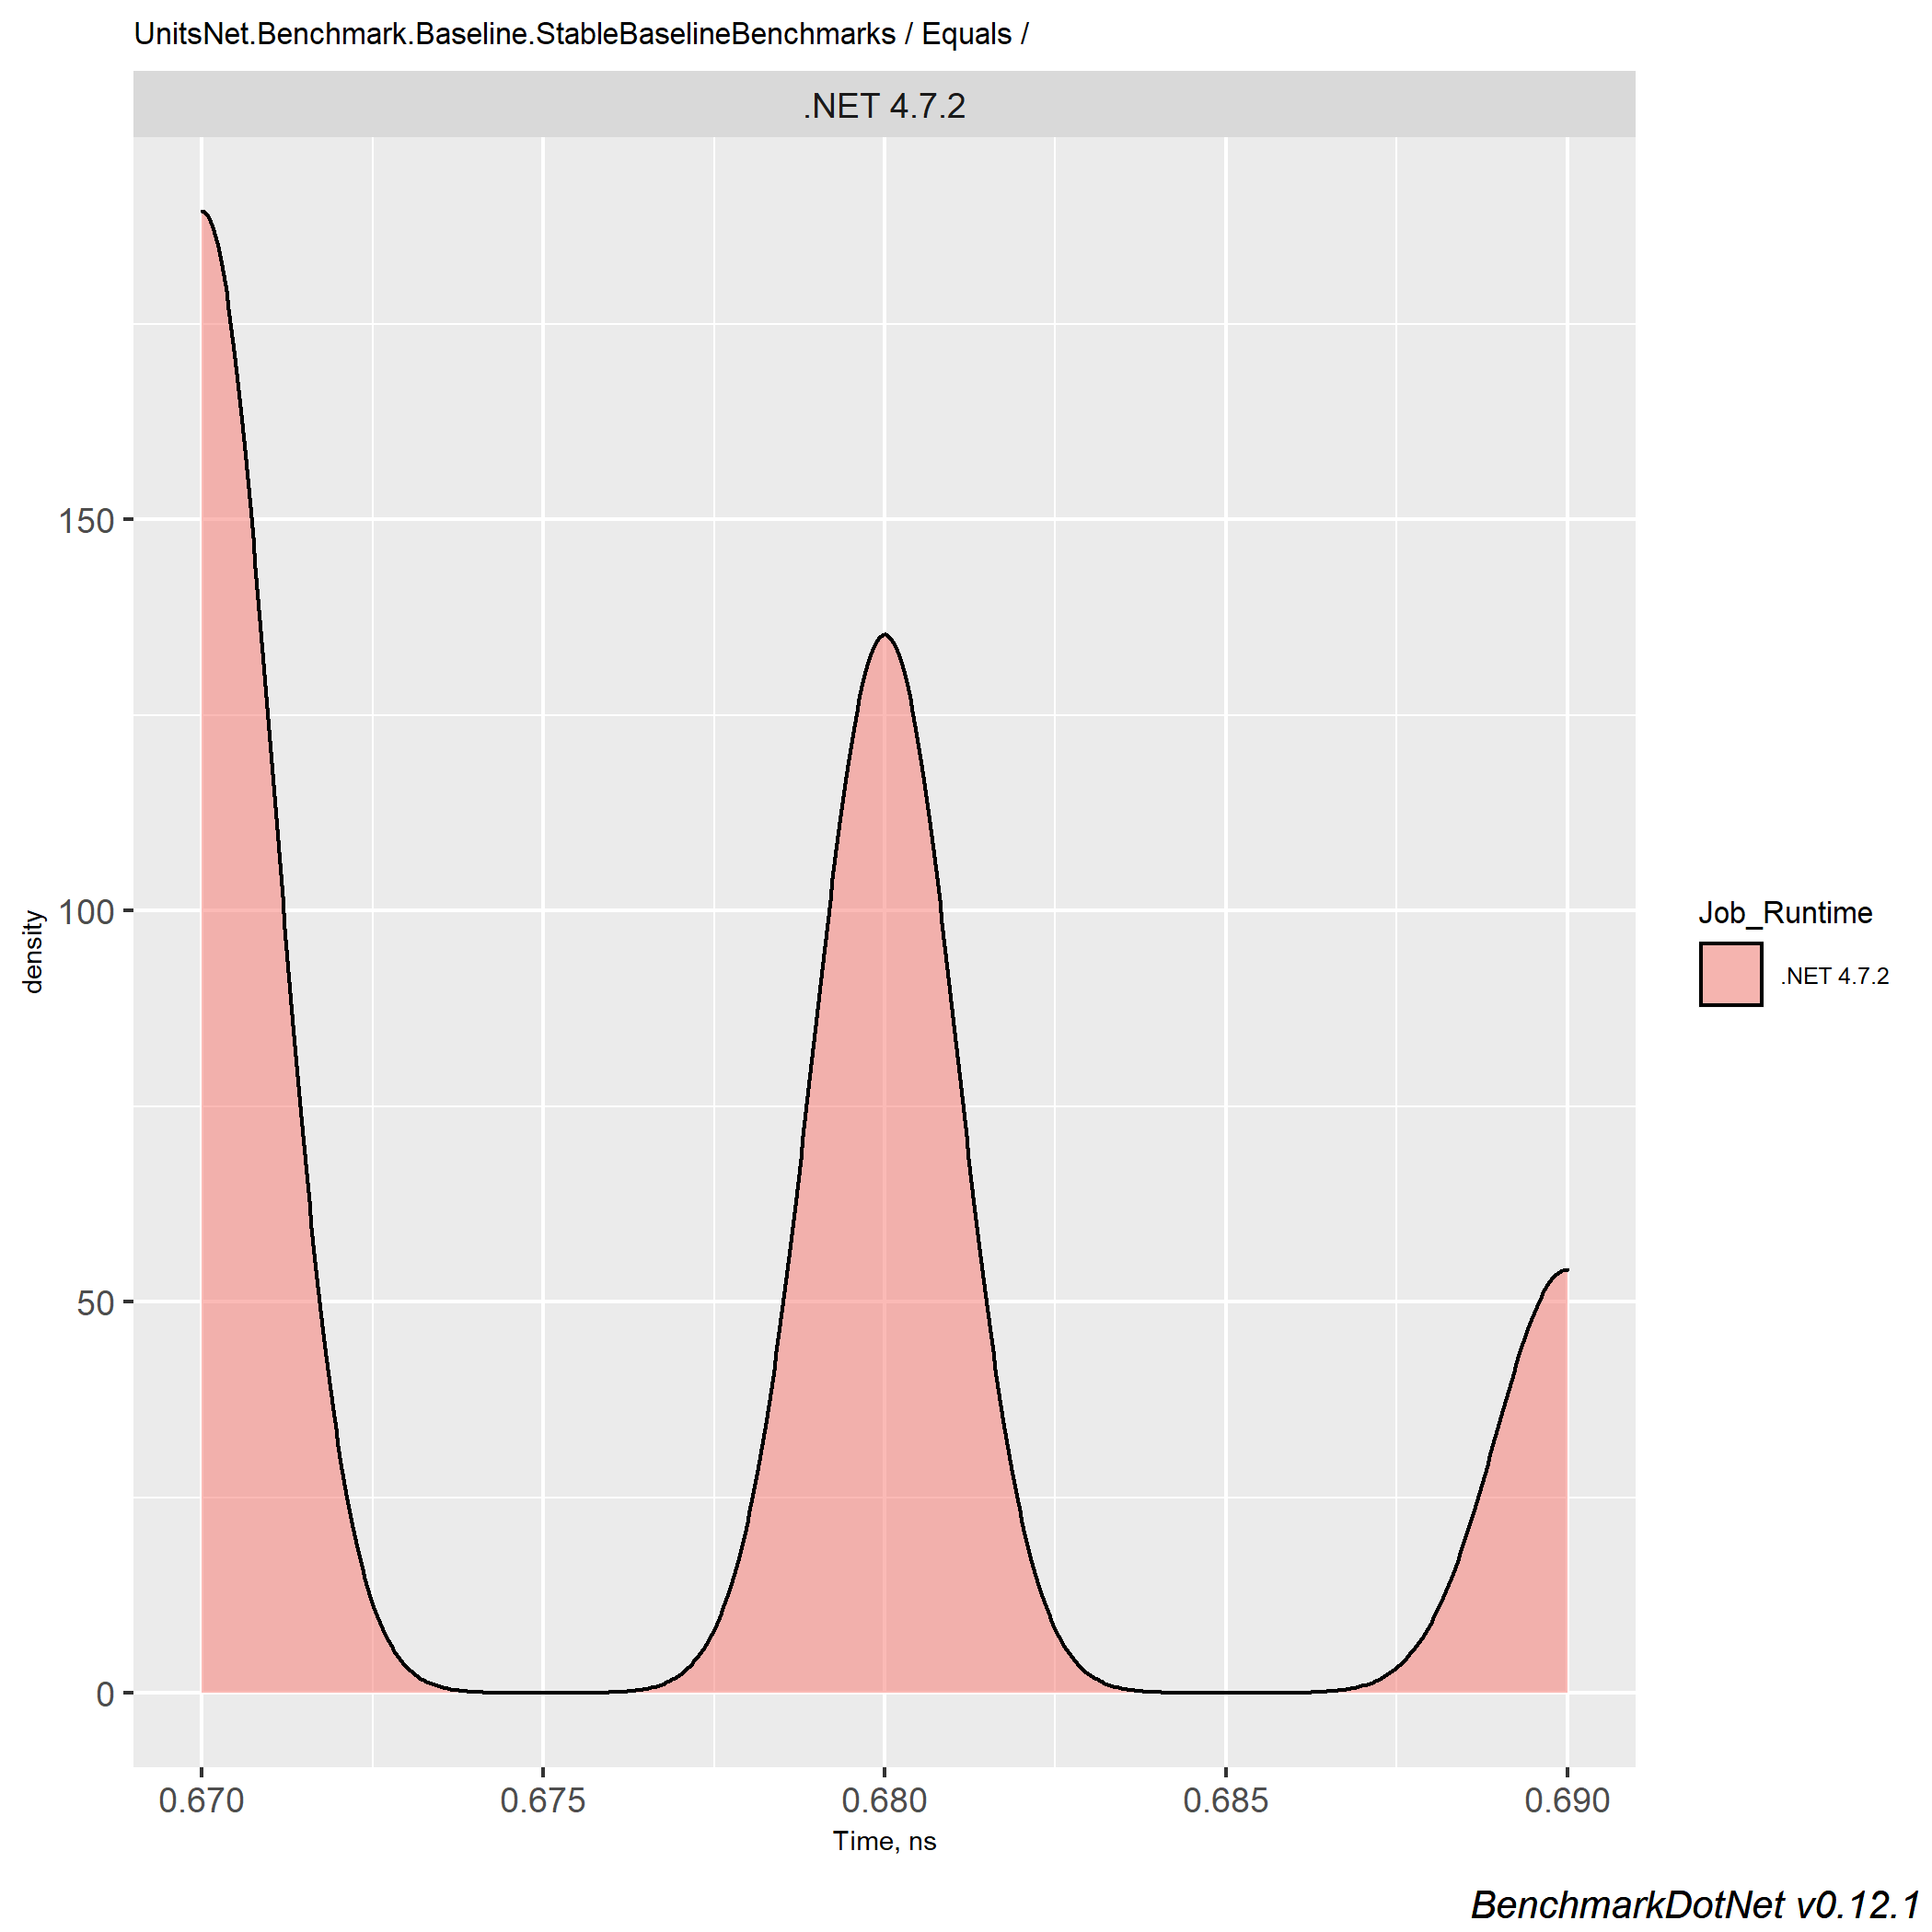 UnitsNet.Benchmark.Baseline.StableBaselineBenchmarks / Equals /
.NET 4.7.2
150
100
50
0
density
0.670 0.675 0.680 0.685 0.690
Time, ns
Job_Runtime
.NET 4.7.2
BenchmarkDotNet v0.12.1